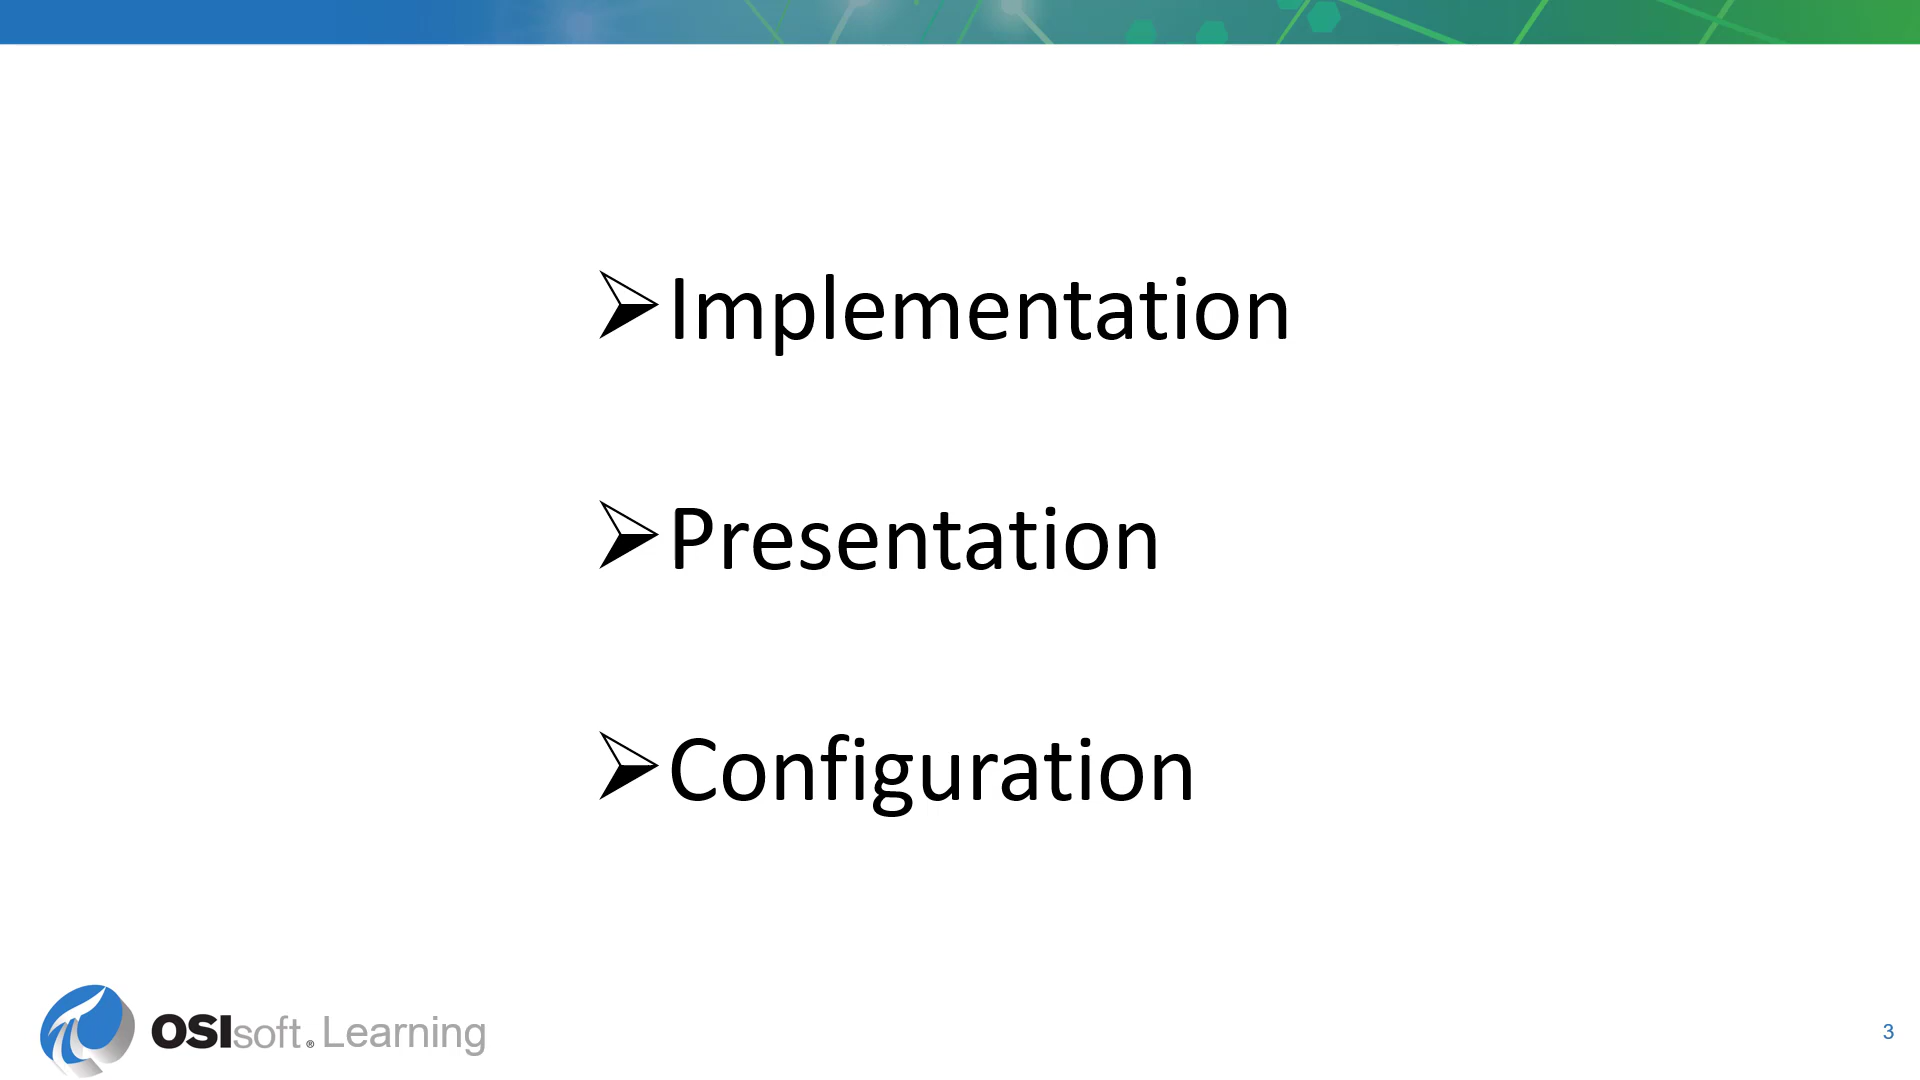 ➢Implementation
➢Presentation
➢Configuration
OSIsoft® Learning
3